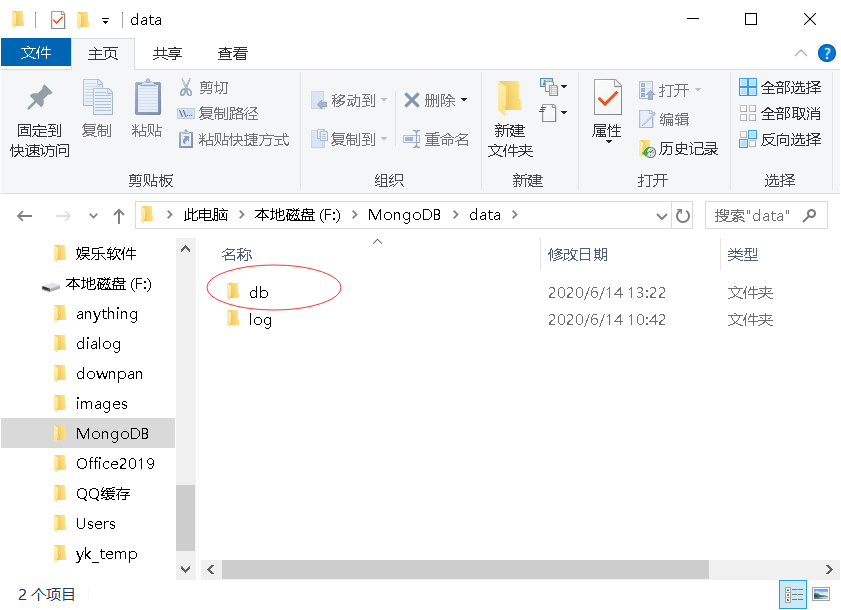 data
文件 主页 共享 查看
固定到
快速访问
复制
粘贴
剪切
复制路径
粘贴快捷方式
剪贴板
移动到
复制到
删除
重命名
组织
新建
文件夹
新建
属性
打开
编辑
历史记录
打开
全部选择
全部取消
反向选择
选择
此电脑 > 本地磁盘 (F:) > MongoDB > data >
搜索"data"
娱乐软件
本地磁盘 (F:)
anything
dialog
downpan
images
MongoDB
Office2019
QQ缓存
Users
yk_temp
名称 修改日期 类型
db 2020/6/14 13:22 文件夹
log 2020/6/14 10:42 文件夹
2 个项目